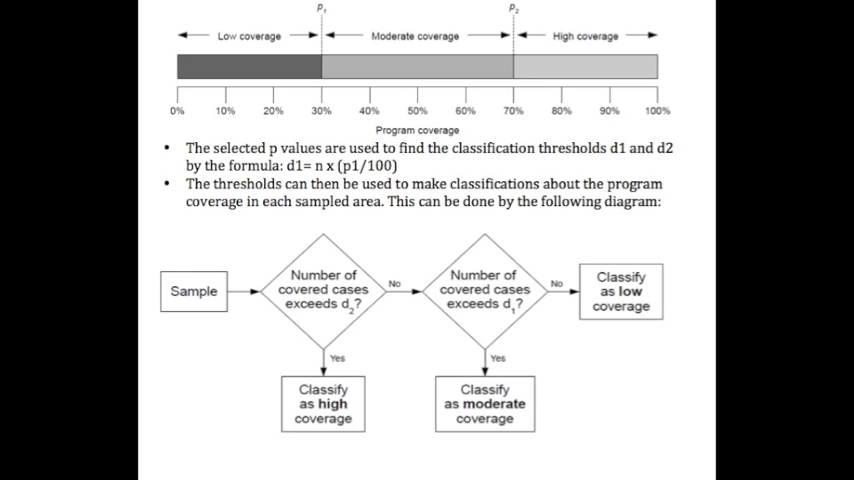 p1 p2
Low coverage Moderate coverage High coverage
0% 10% 20% 30% 40% 50% 60% 70% 80% 90% 100%
Program coverage
• The selected p values are used to find the classification thresholds d1 and d2
by the formula: d1= n x (p1/100)
• The thresholds can then be used to make classifications about the program
coverage in each sampled area. This can be done by the following diagram:
Sample
Number of
covered cases
exceeds d2?
No
Number of
covered cases
exceeds d1?
No
Classify
as low
coverage
Yes
Yes
Classify
as high
coverage
Classify
as moderate
coverage